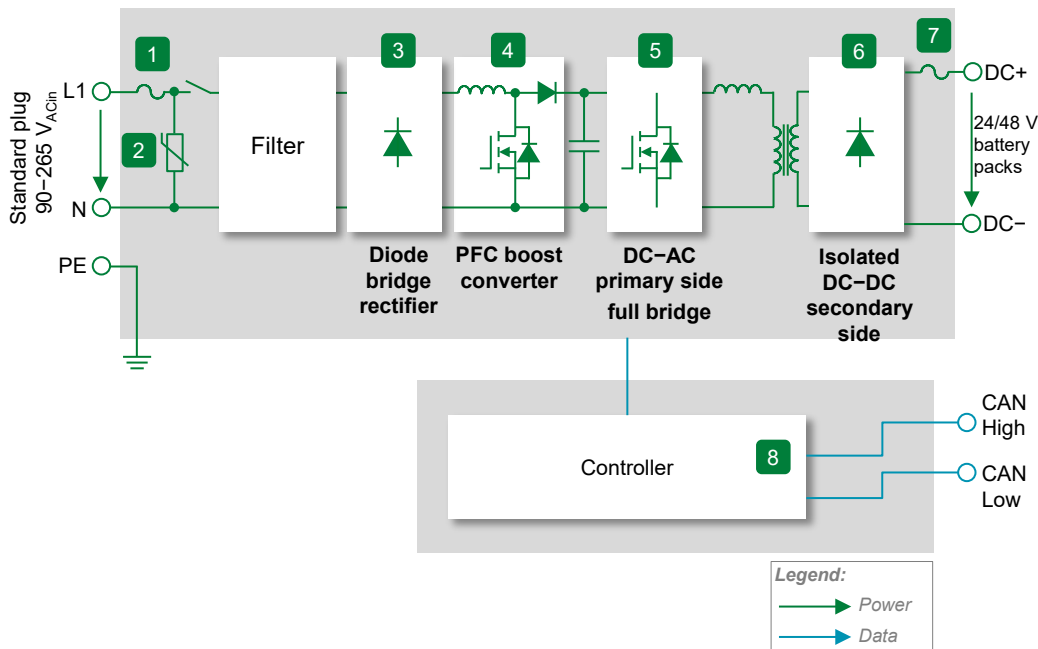 1
2
3
4
5
6
7
L1
N
PE
Standard plug
90–265 VACin
Filter
Diode
bridge
rectifier
PFC boost
converter
DC–AC
primary side
full bridge
Isolated
DC–DC
secondary
side
DC+
24/48 V
battery
packs
DC–
Controller
8
CAN
High
CAN
Low
Legend:
Power
Data